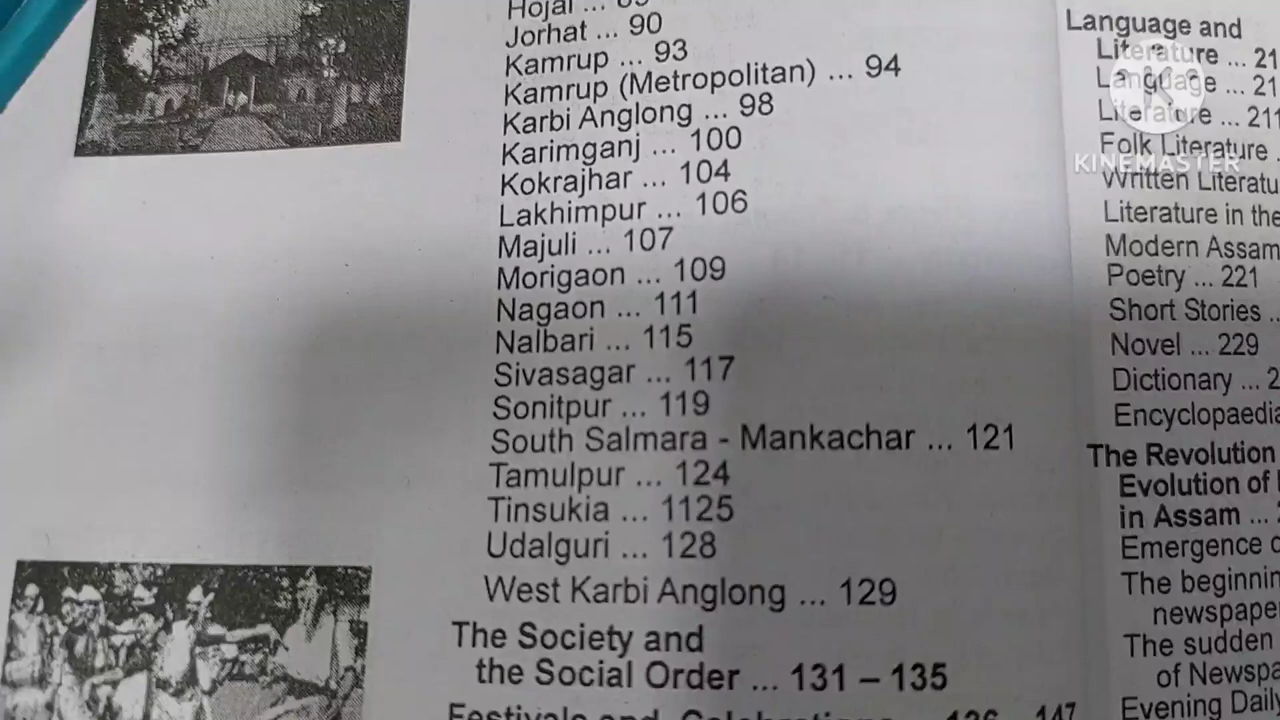 Hojai ... 89
Jorhat ... 90
Kamrup ... 93
Kamrup (Metropolitan) ... 94
Karbi Anglong ... 98
Karimganj ... 100
Kokrajhar ... 104
Lakhimpur ... 106
Majuli ... 107
Morigaon ... 109
Nagaon ... 111
Nalbari ... 115
Sivasagar ... 117
Sonitpur ... 119
South Salmara - Mankachar ... 121
Tamulpur ... 124
Tinsukia ... 1125
Udalguri ... 128
West Karbi Anglong ... 129
The Society and
the Social Order ... 131 – 135
Festivals and Celebrations ... 136 147
Language and
Literature ... 21
Language ... 21
Literature ... 211
Folk Literature
Written Literatu
Literature in the
Modern Assam
Poetry ... 221
Short Stories ..
Novel ... 229
Dictionary ... 2
Encyclopaedia
The Revolution
Evolution of
in Assam ...
Emergence
The beginnin
newspape
The sudden
of Newspa
Evening Daily
KINEMASTER